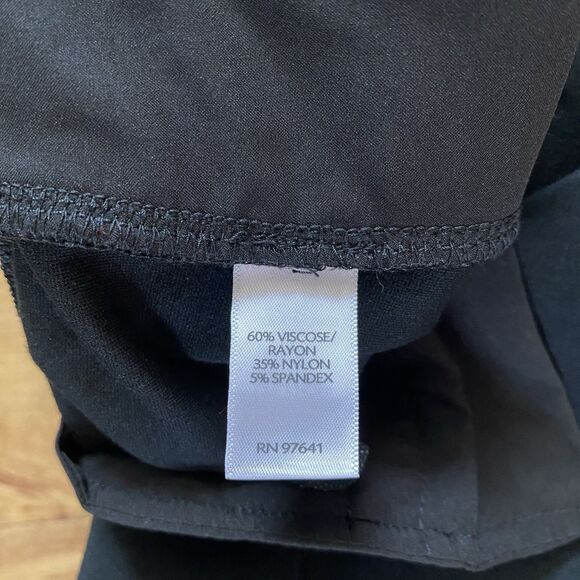 60% VISCOSE/
RAYON
35% NYLON
5% SPANDEX
RN 97641